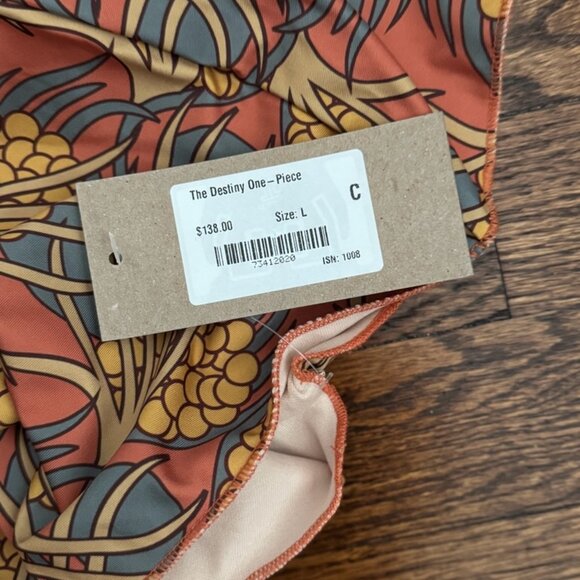 The Destiny One-Piece
C
$138.00 Size: L
73412020
ISN: 1008